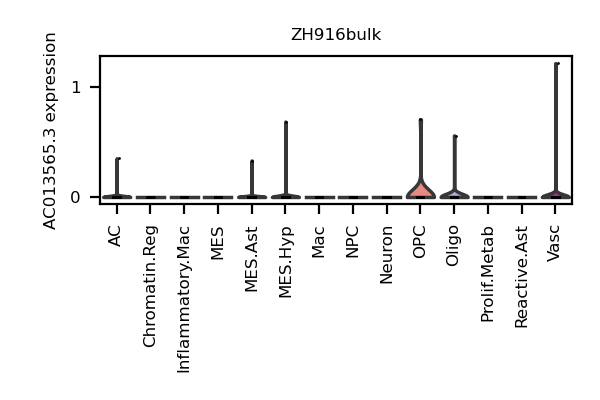 ZH916bulk
AC013565.3 expression
1
0
AC
Chromatin.Reg
Inflammatory.Mac
MES
MES.Ast
MES.Hyp
Mac
NPC
Neuron
OPC
Oligo
Prolif.Metab
Reactive.Ast
Vasc